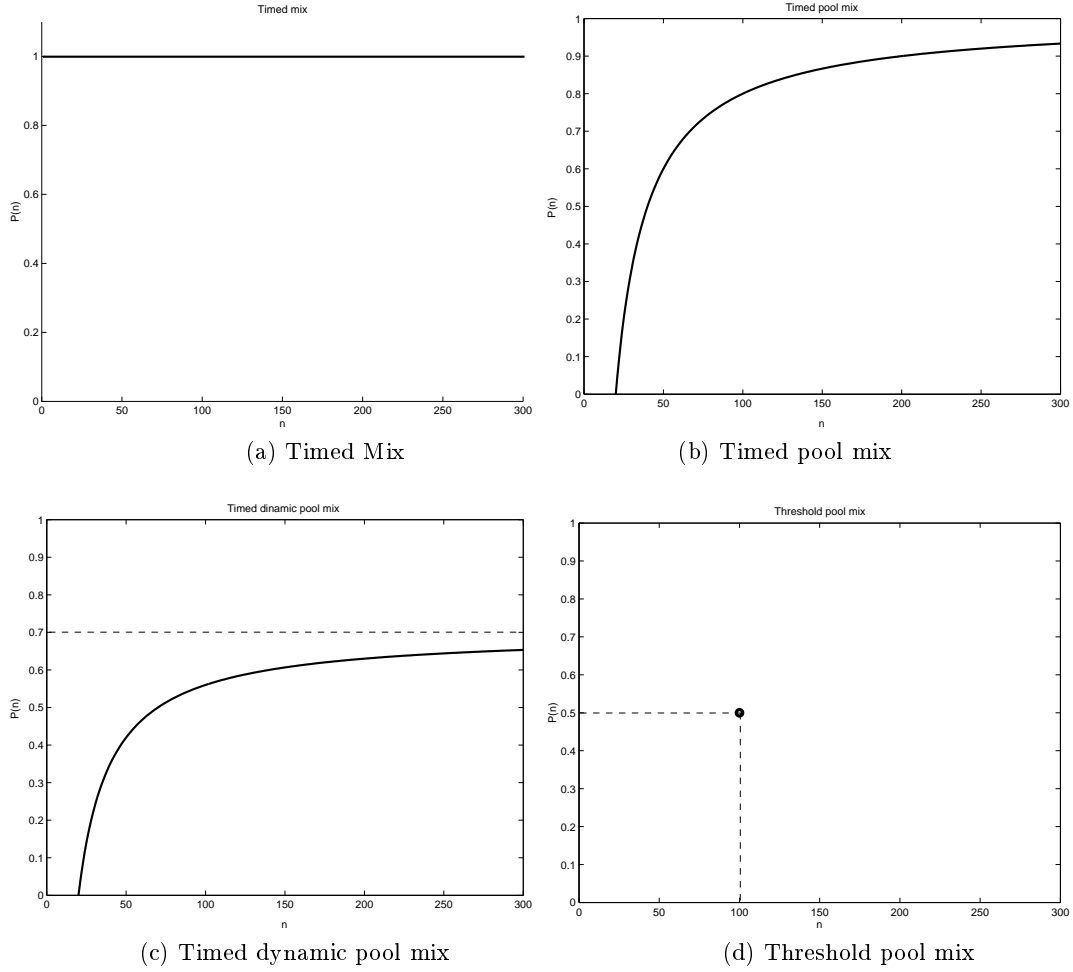 Timed mix
1
0.8
0.6
0.4
0.2
0
P(n)
0 50 100 150 200 250 300
n
(a) Timed Mix
Timed pool mix
1
0.9
0.8
0.7
0.6
0.5
0.4
0.3
0.2
0.1
0
P(n)
0 50 100 150 200 250 300
n
(b) Timed pool mix
Timed dinamic pool mix
1
0.9
0.8
0.7
0.6
0.5
0.4
0.3
0.2
0.1
0
P(n)
0 50 100 150 200 250 300
n
(c) Timed dynamic pool mix
Threshold pool mix
1
0.9
0.8
0.7
0.6
0.5
0.4
0.3
0.2
0.1
0
P(n)
0 50 100 150 200 250 300
n
(d) Threshold pool mix